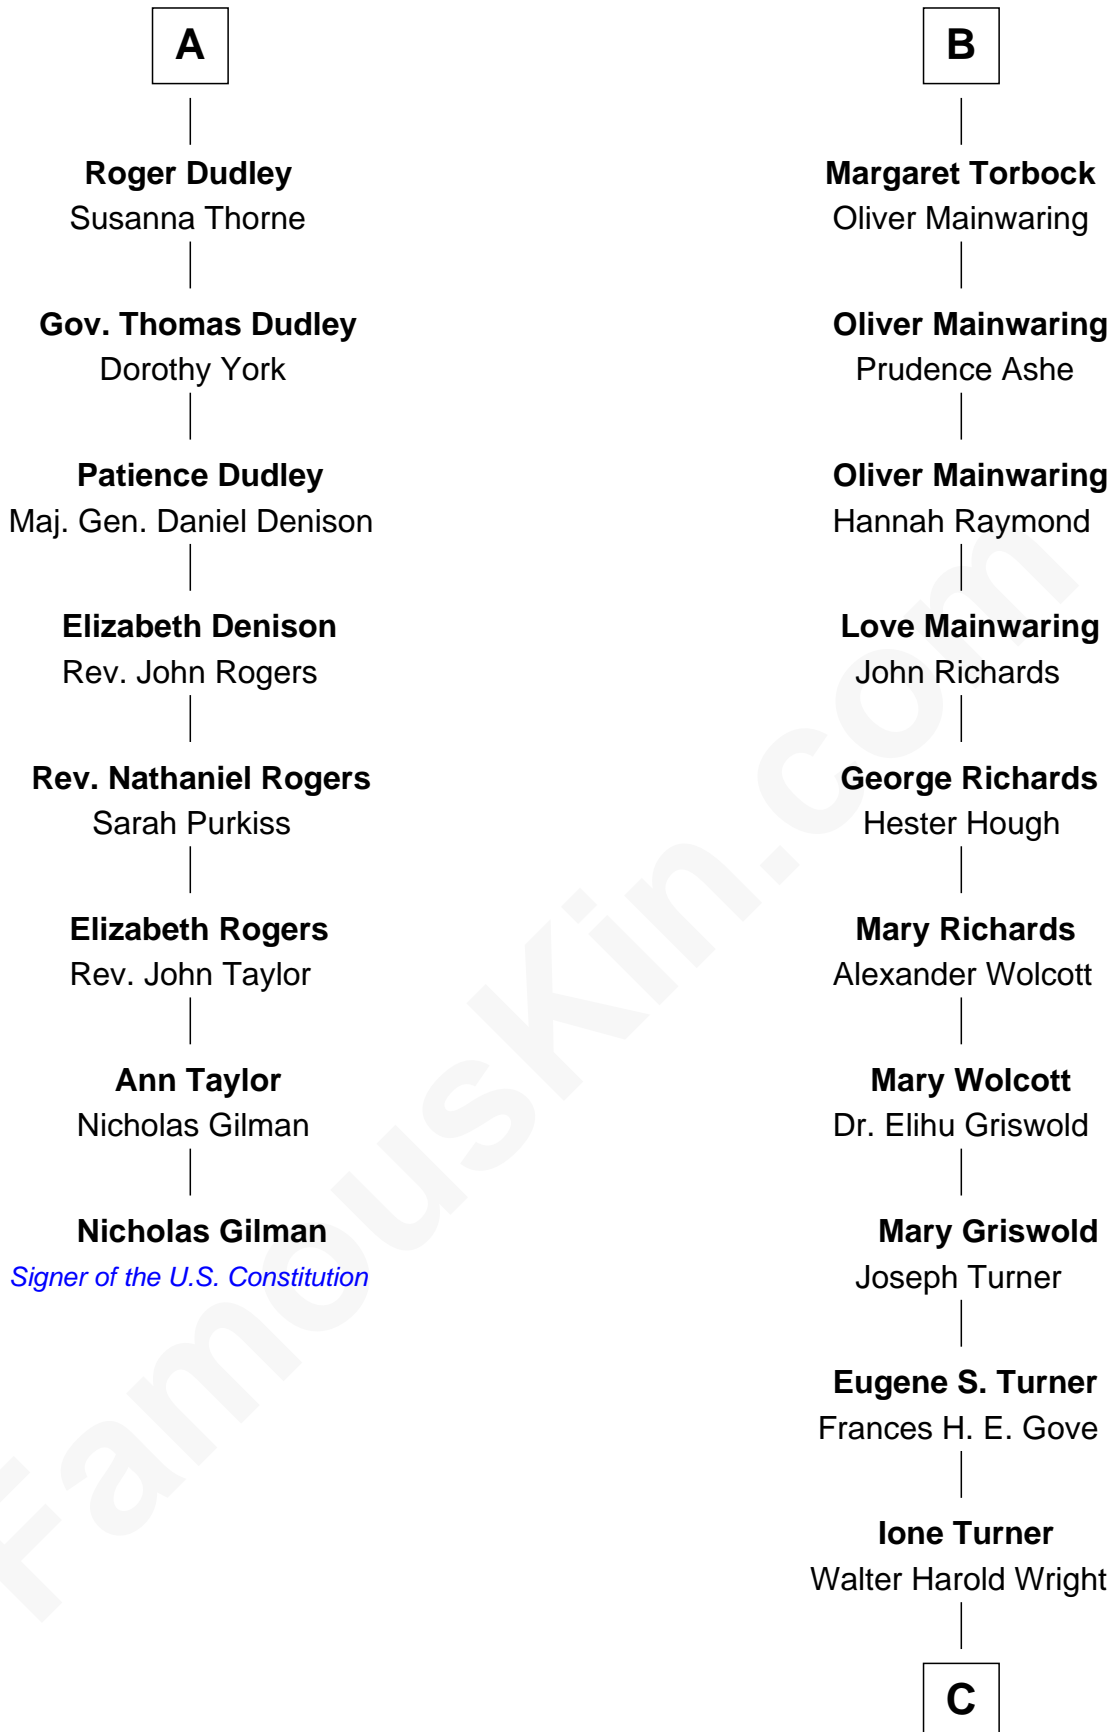 A
Roger Dudley
Susanna Thorne
Gov. Thomas Dudley
Dorothy York
Patience Dudley
Maj. Gen. Daniel Denison
Elizabeth Denison
Rev. John Rogers
Rev. Nathaniel Rogers
Sarah Purkiss
Elizabeth Rogers
Rev. John Taylor
Ann Taylor
Nicholas Gilman
Nicholas Gilman
Signer of the U.S. Constitution
B
Margaret Torbock
Oliver Mainwaring
Oliver Mainwaring
Prudence Ashe
Oliver Mainwaring
Hannah Raymond
Love Mainwaring
John Richards
George Richards
Hester Hough
Mary Richards
Alexander Wolcott
Mary Wolcott
Dr. Elihu Griswold
Mary Griswold
Joseph Turner
Eugene S. Turner
Frances H. E. Gove
Ione Turner
Walter Harold Wright
C
FamousKin.com